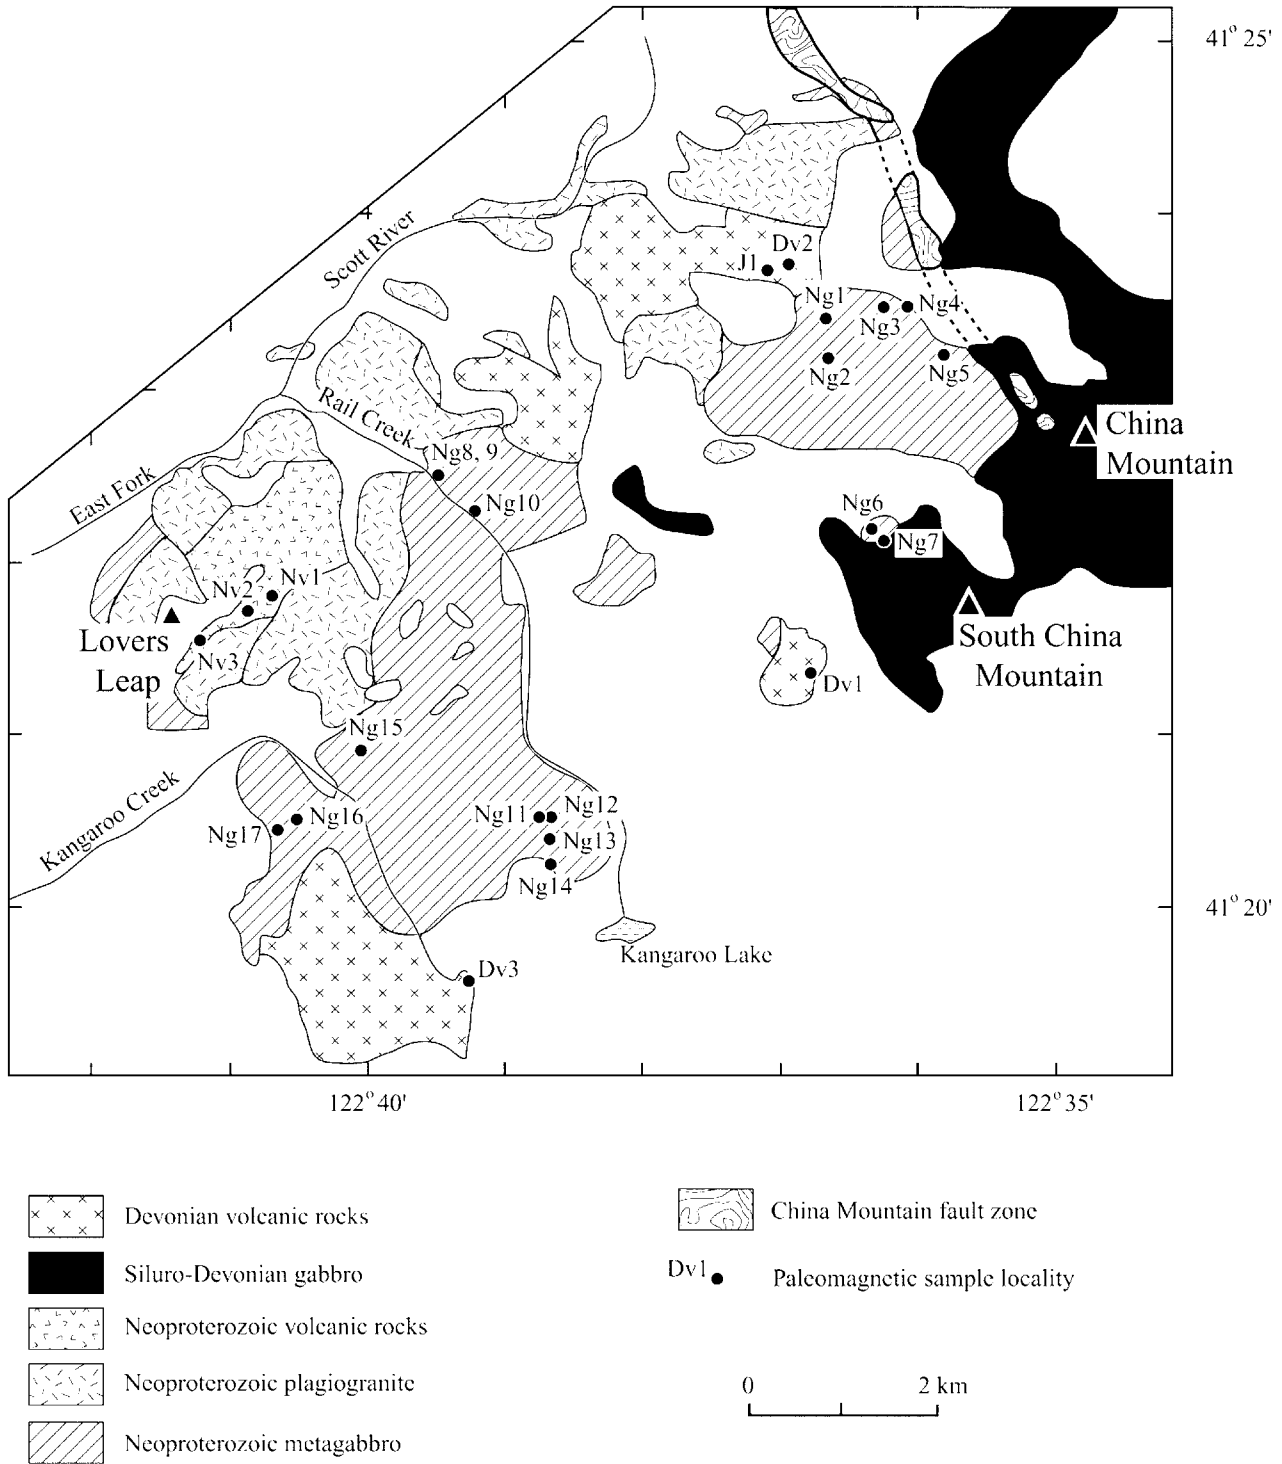 41° 25'
Scott River
Dv2
J1
Ng1
Ng4
Ng3
Ng2
Ng5
Rail Creek
China
Mountain
Ng8, 9
East Fork
Ng10
Ng6
Ng7
Nv1
Nv2
Lovers
Leap
Nv3
South China
Mountain
Dv1
Ng15
Kangaroo Creek
Ng11
Ng12
Ng16
Ng17
Ng13
Ng14
41° 20'
Kangaroo Lake
Dv3
122° 40'
122° 35'
Devonian volcanic rocks
Siluro-Devonian gabbro
Neoproterozoic volcanic rocks
Neoproterozoic plagiogranite
Neoproterozoic metagabbro
China Mountain fault zone
Dv1
Paleomagnetic sample locality
0
2 km